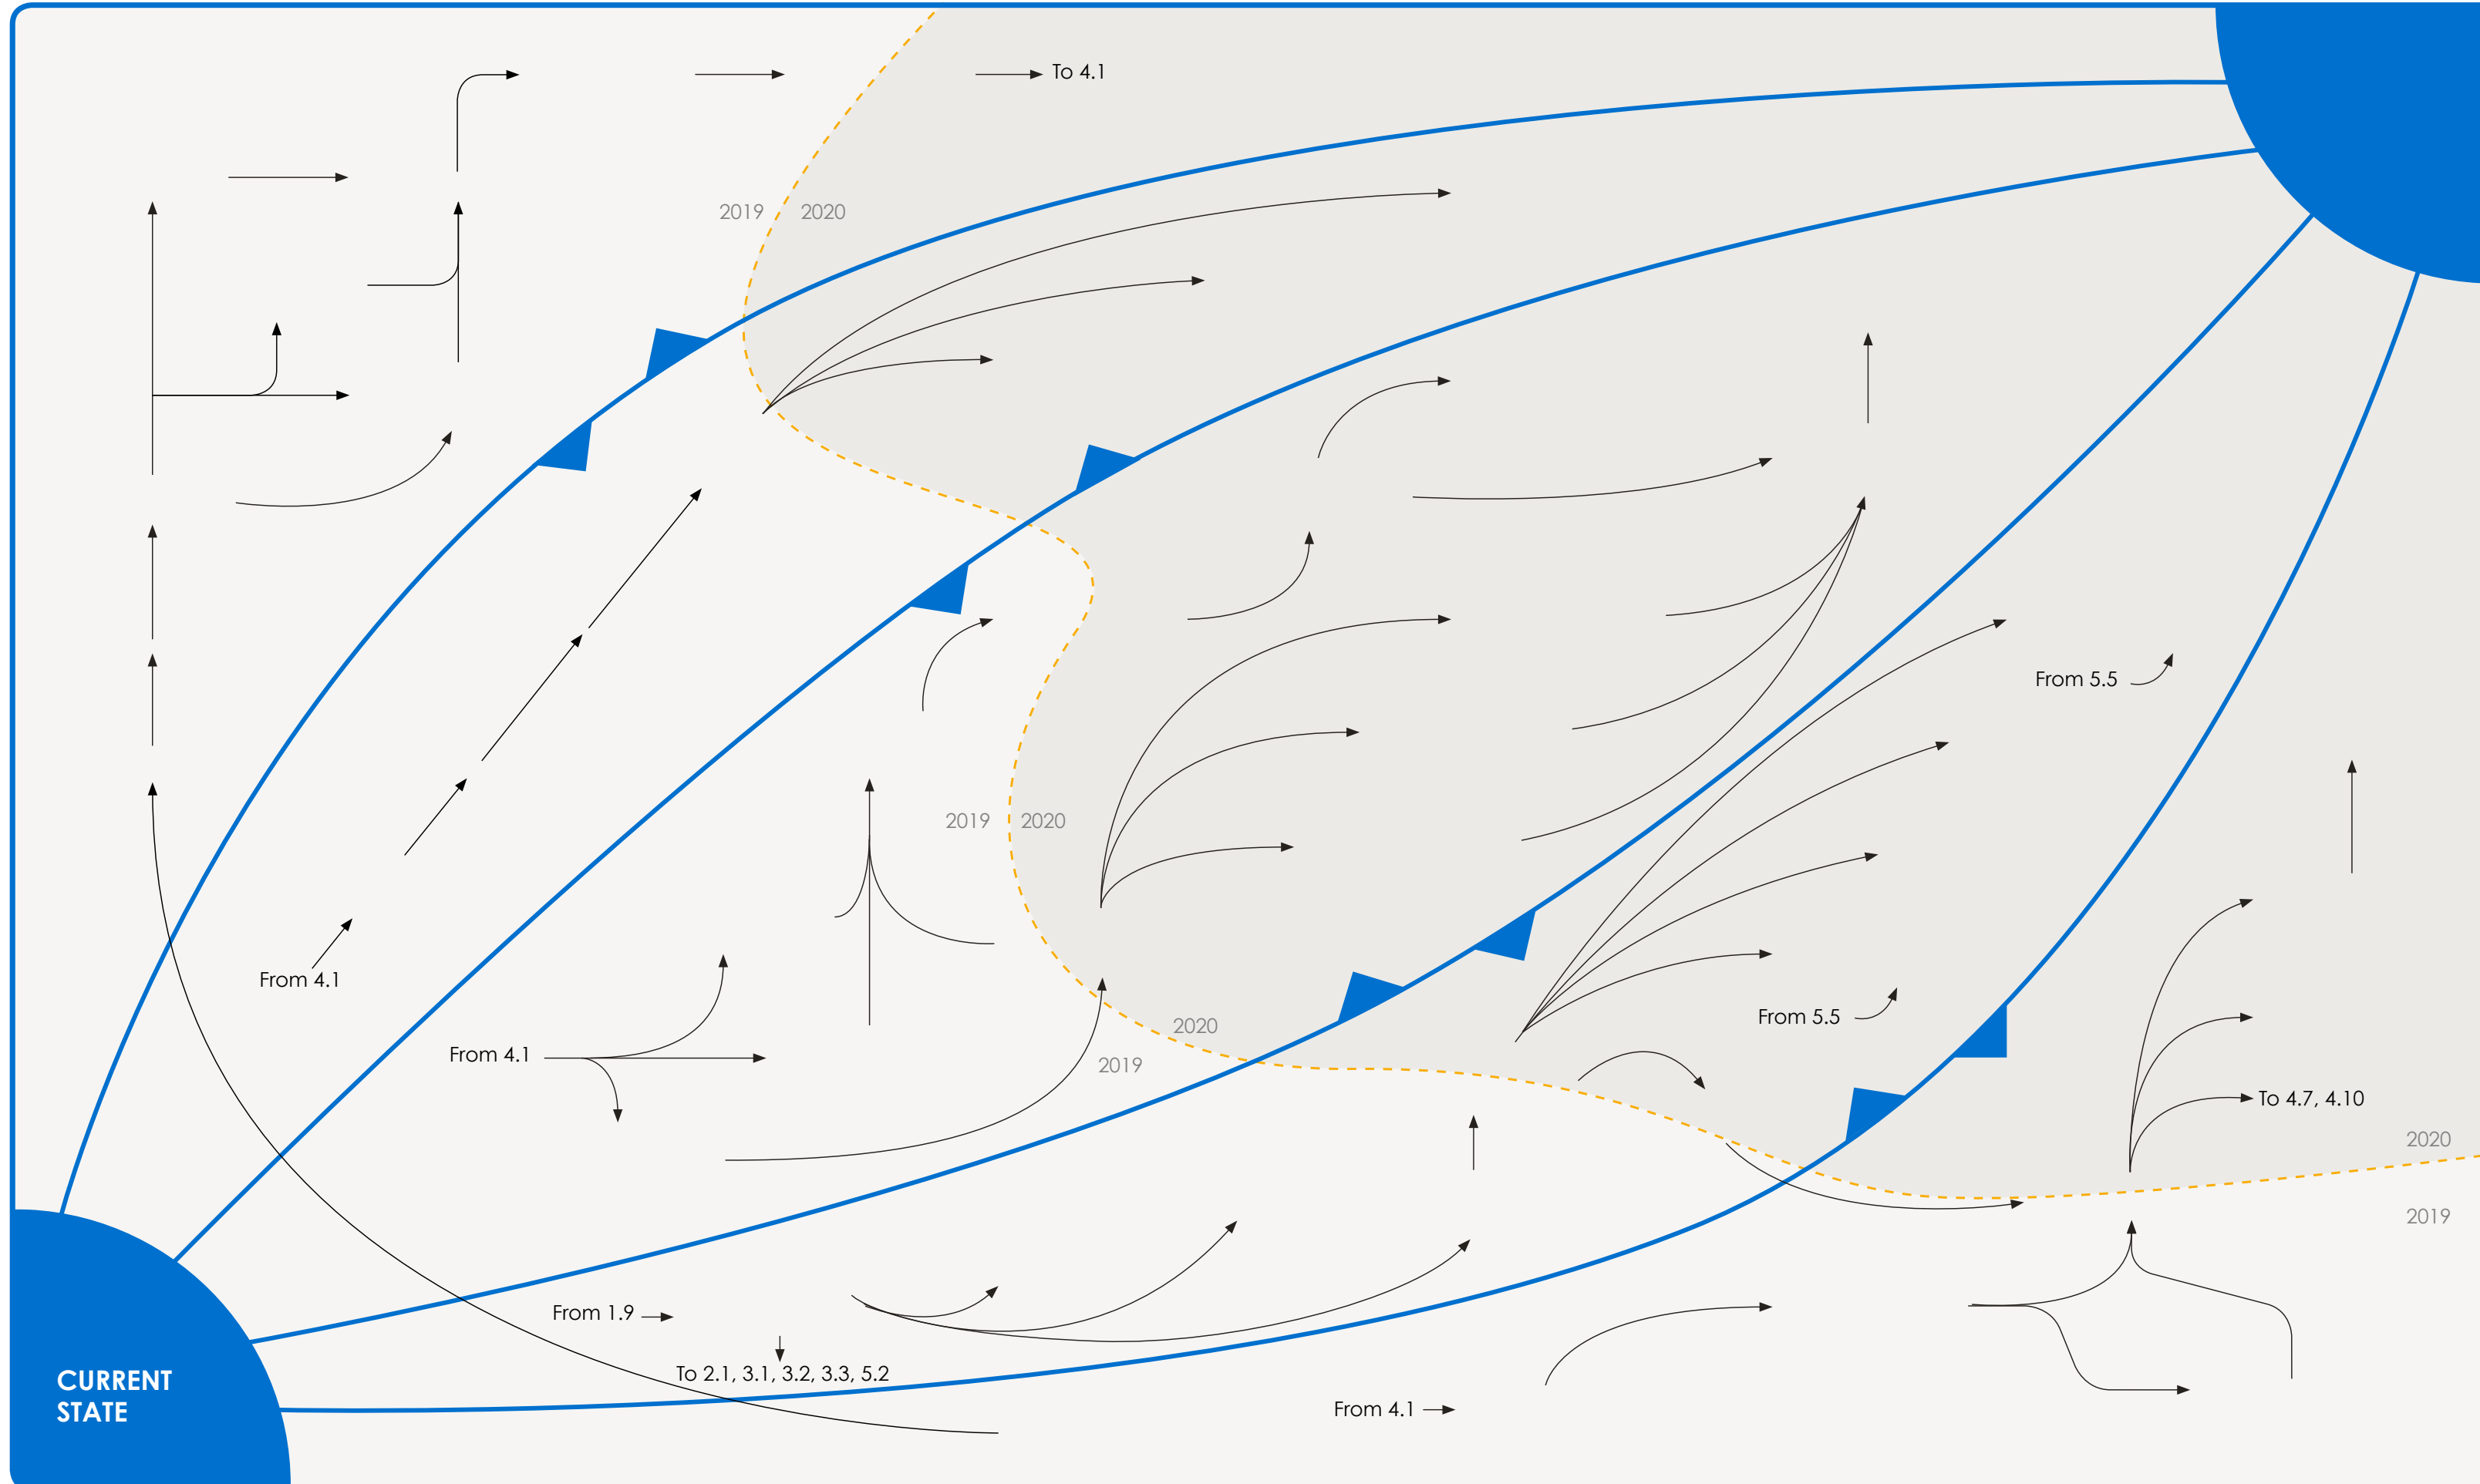 To 4.1
2019 2020
From 5.5
2019 2020
From 4.1
From 5.5
2020
From 4.1
2019
To 4.7, 4.10
2020
2019
From 1.9
To 2.1, 3.1, 3.2, 3.3, 5.2
CURRENT
STATE
From 4.1